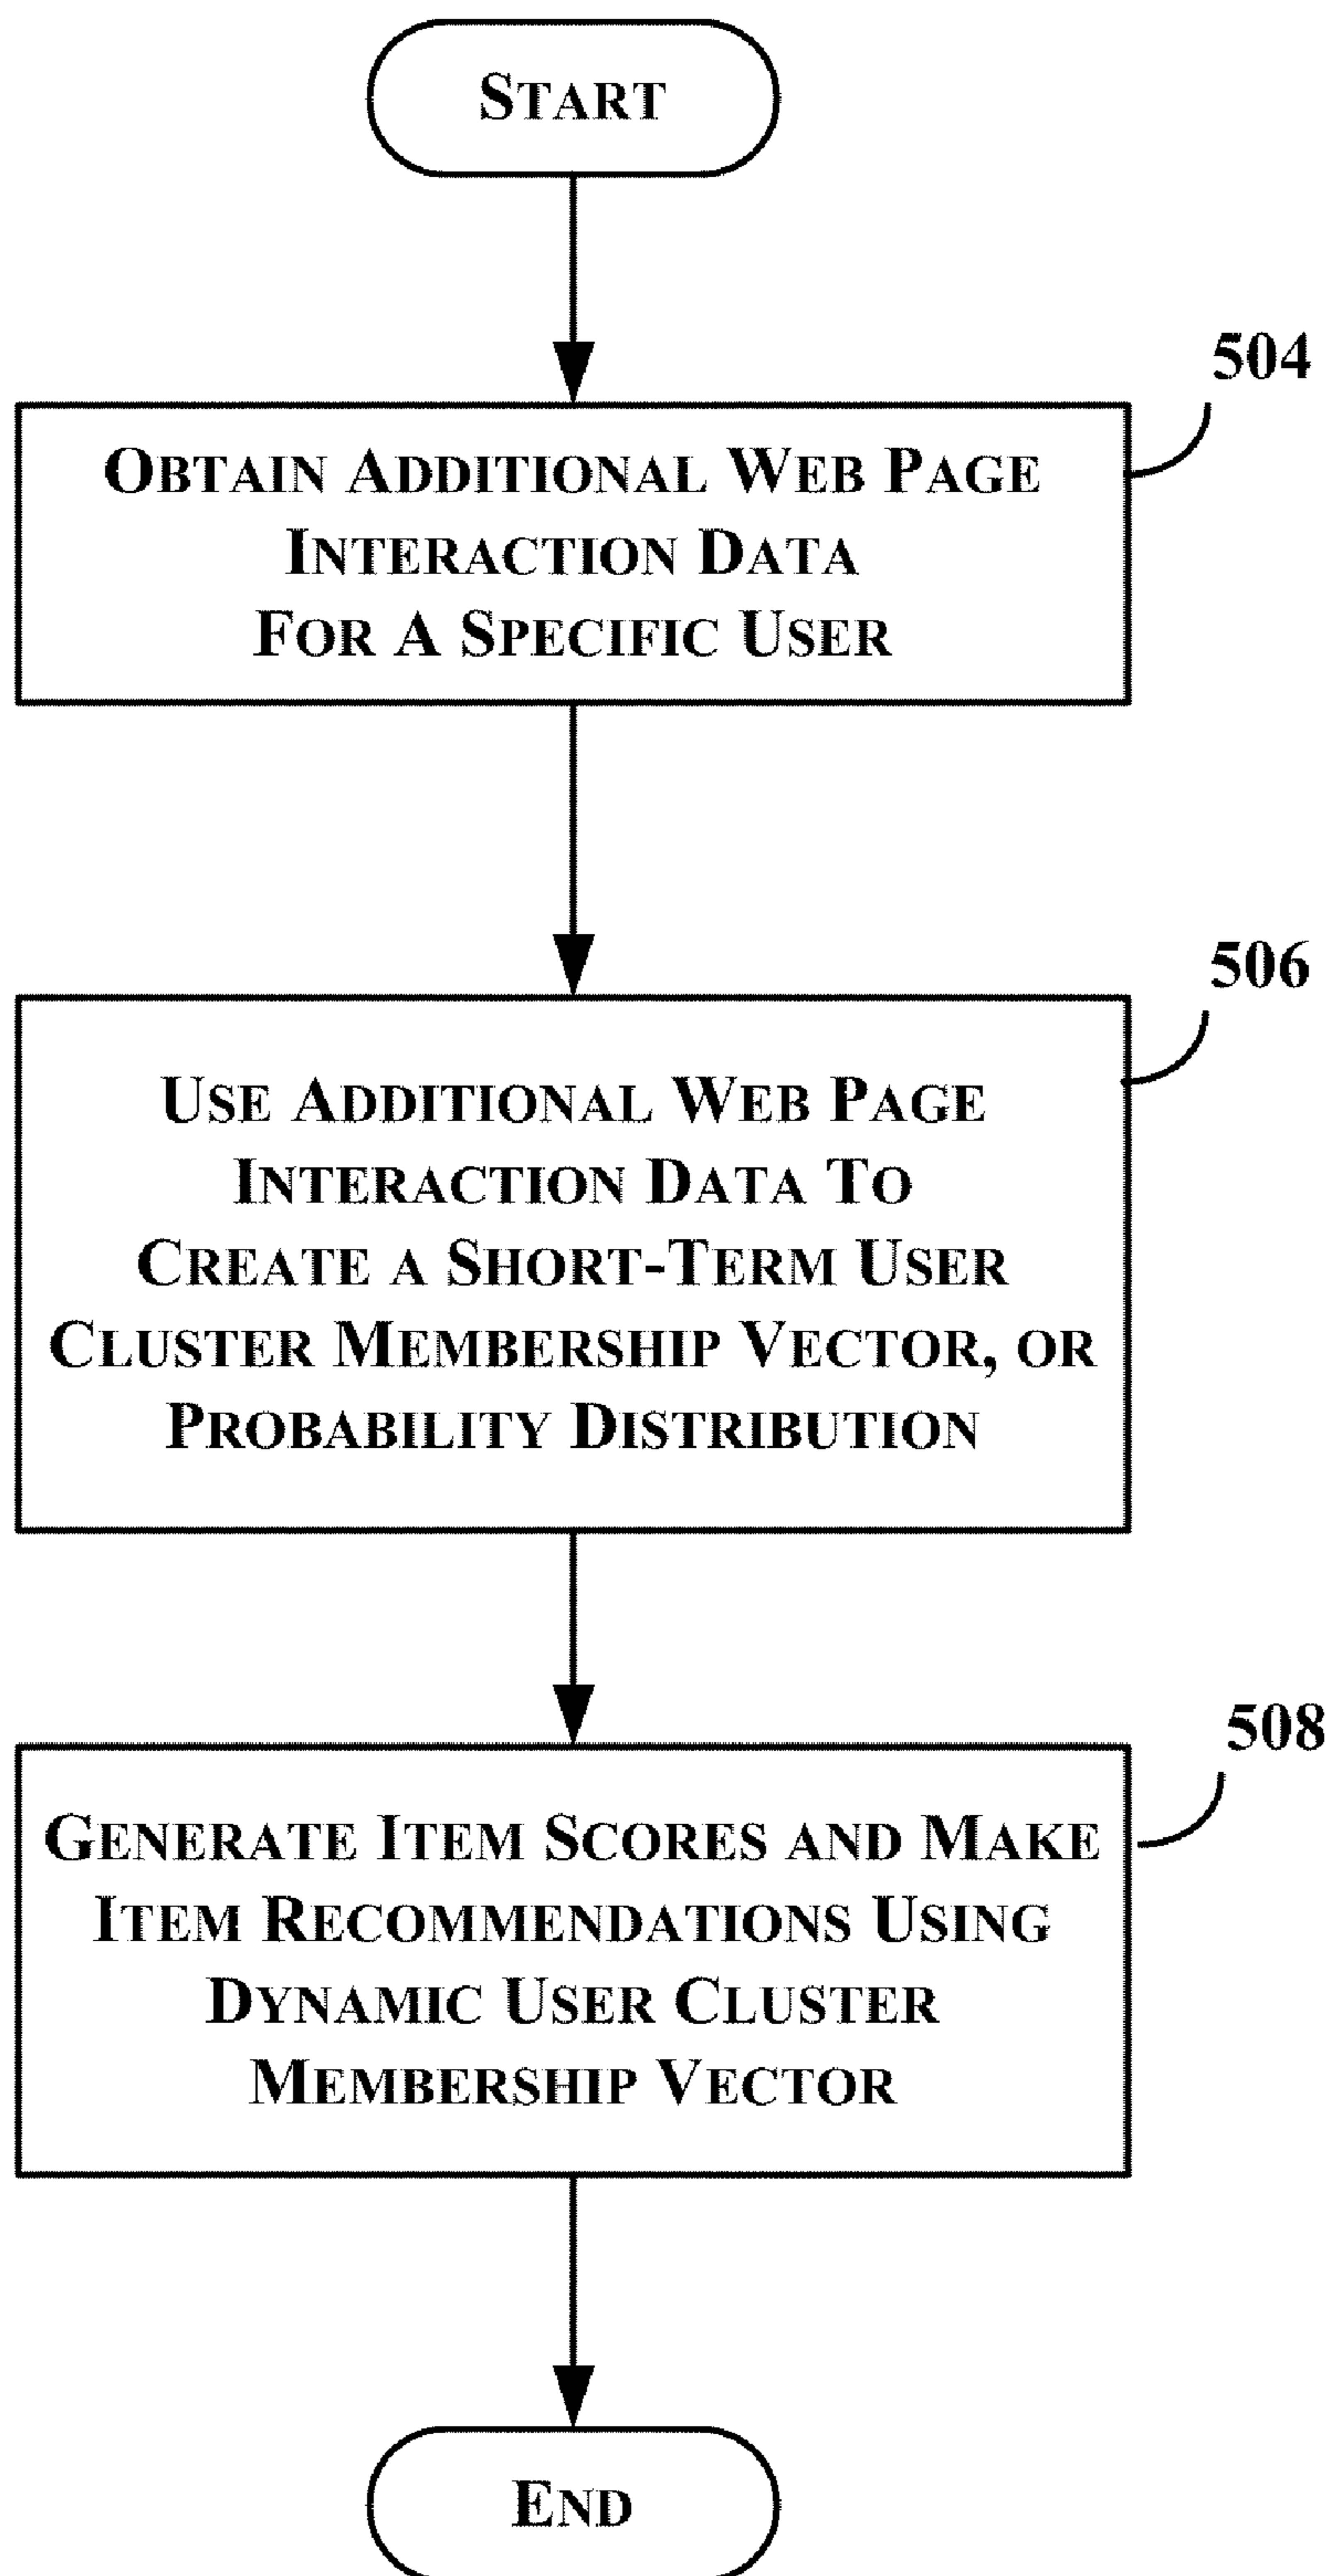 START
504
OBTAIN ADDITIONAL WEB PAGE
INTERACTION DATA
FOR A SPECIFIC USER
506
USE ADDITIONAL WEB PAGE
INTERACTION DATA TO
CREATE A SHORT-TERM USER
CLUSTER MEMBERSHIP VECTOR, OR
PROBABILITY DISTRIBUTION
508
GENERATE ITEM SCORES AND MAKE
ITEM RECOMMENDATIONS USING
DYNAMIC USER CLUSTER
MEMBERSHIP VECTOR
END